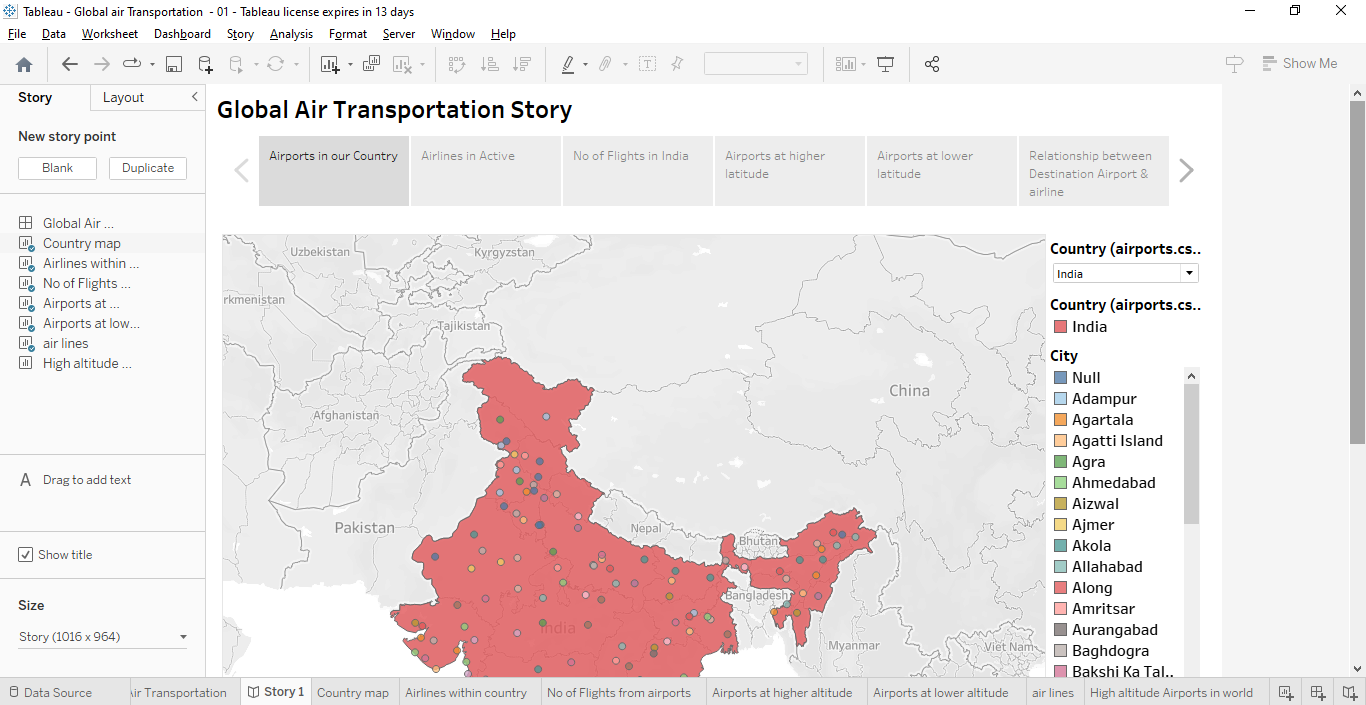 Tableau - Global air Transportation - 01 - Tableau license expires in 13 days
File Data Worksheet Dashboard Story Analysis Format Server Window Help
Show Me
Story Layout
New story point
Blank Duplicate
Global Air ...
Country map
Airlines within ...
No of Flights ...
Airports at ...
Airports at low...
air lines
High altitude ...
A Drag to add text
Show title
Size
Story (1016 x 964)
Global Air Transportation Story
Airports in our Country
Airlines in Active
No of Flights in India
Airports at higher
latitude
Airports at lower
latitude
Relationship between
Destination Airport &
airline
Uzbekistan
Kyrgyzstan
rkmenistan
Tajikistan
China
Afghanistan
Pakistan
Nepal
Bhutan
Bangladesh
India
Myanmar
Viet Nam
Country (airports.cs..
India
Country (airports.cs..
India
City
Null
Adampur
Agartala
Agatti Island
Agra
Ahmedabad
Aizwal
Ajmer
Akola
Allahabad
Along
Amritsar
Aurangabad
Baghdogra
Bakshi Ka Tal..
Data Source ir Transportation Story 1 Country map Airlines within country No of Flights from airports Airports at higher altitude Airports at lower altitude air lines High altitude Airports in world